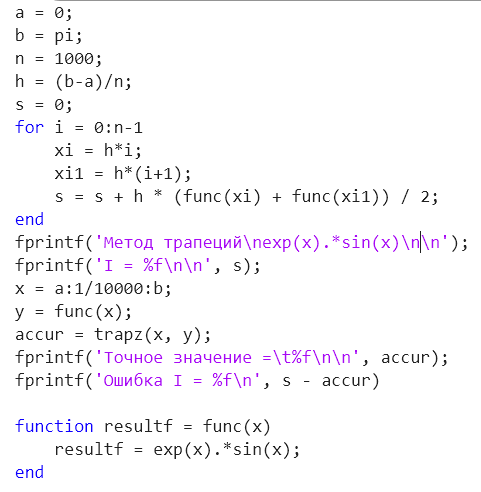 a = 0;
b = pi;
n = 1000;
h = (b-a)/n;
s = 0;
for i = 0:n-1
    xi = h*i;
    xi1 = h*(i+1);
    s = s + h * (func(xi) + func(xi1)) / 2;
end
fprintf('Метод трапеций\nexp(x).*sin(x)\n\n');
fprintf('I = %f\n\n', s);
x = a:1/10000:b;
y = func(x);
accur = trapz(x, y);
fprintf('Точное значение =\t%f\n\n', accur);
fprintf('Ошибка I = %f\n', s - accur)

function resultf = func(x)
    resultf = exp(x).*sin(x);
end